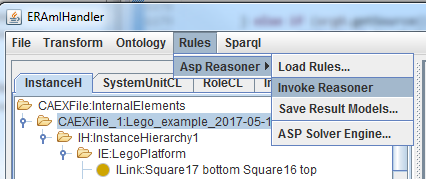 ERAmlHandler
File Transform Ontology Rules Sparql
Asp Reasoner
Load Rules...
Invoke Reasoner
Save Result Models...
ASP Solver Engine...
InstanceH SystemUnitCL RoleCL
CAEXFile:InternalElements
CAEXFile_1:Lego_example_2017-05-1
IH:InstanceHierarchy1
IE:LegoPlatform
ILink:Square17 bottom Square16 top